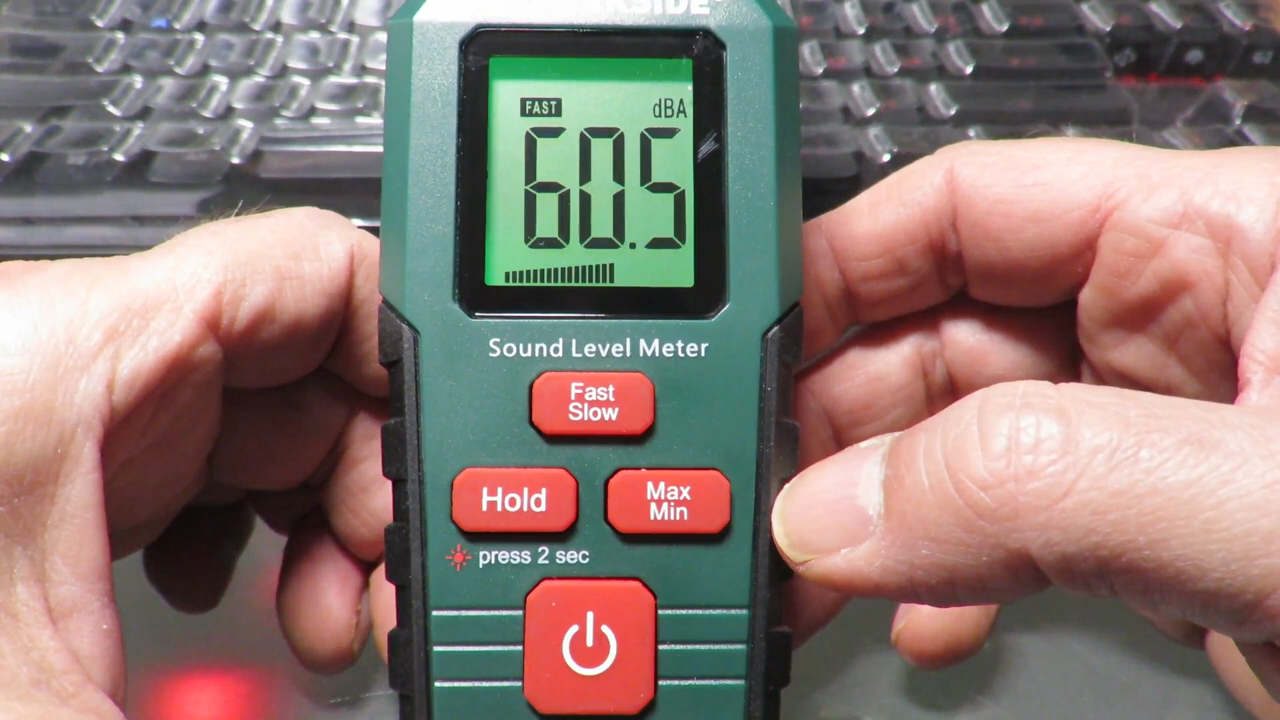 FAST
dBA
60.5
Sound Level Meter
Fast
Slow
Hold
Max
Min
press 2 sec